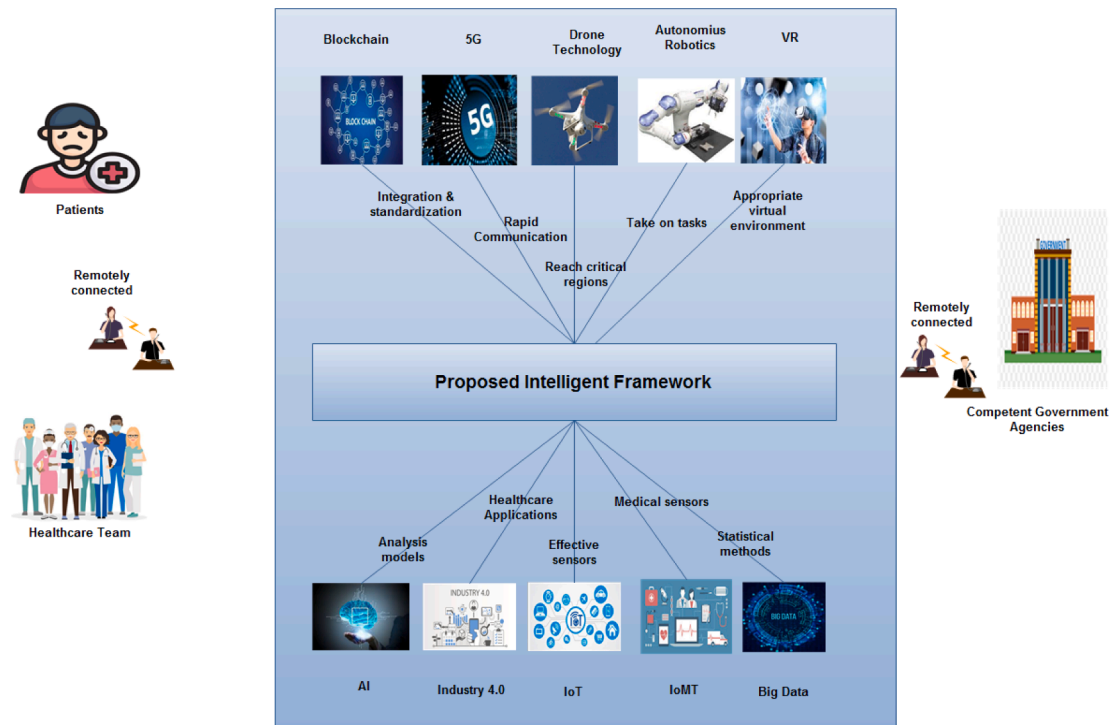 Blockchain
5G
Drone
Technology
Autonomius
Robotics
VR
BLOCK CHAIN
5G
Patients
Integration &
standardization
Rapid
Communication
Reach critical
regions
Take on tasks
Appropriate
virtual
environment
Remotely
connected
GOVERNMENT
Remotely
connected
Proposed Intelligent Framework
Competent Government
Agencies
Healthcare Team
Analysis
models
Healthcare
Applications
Effective
sensors
Medical sensors
Statistical
methods
INDUSTRY 4.0
BIG DATA
AI
Industry 4.0
IoT
IoMT
Big Data